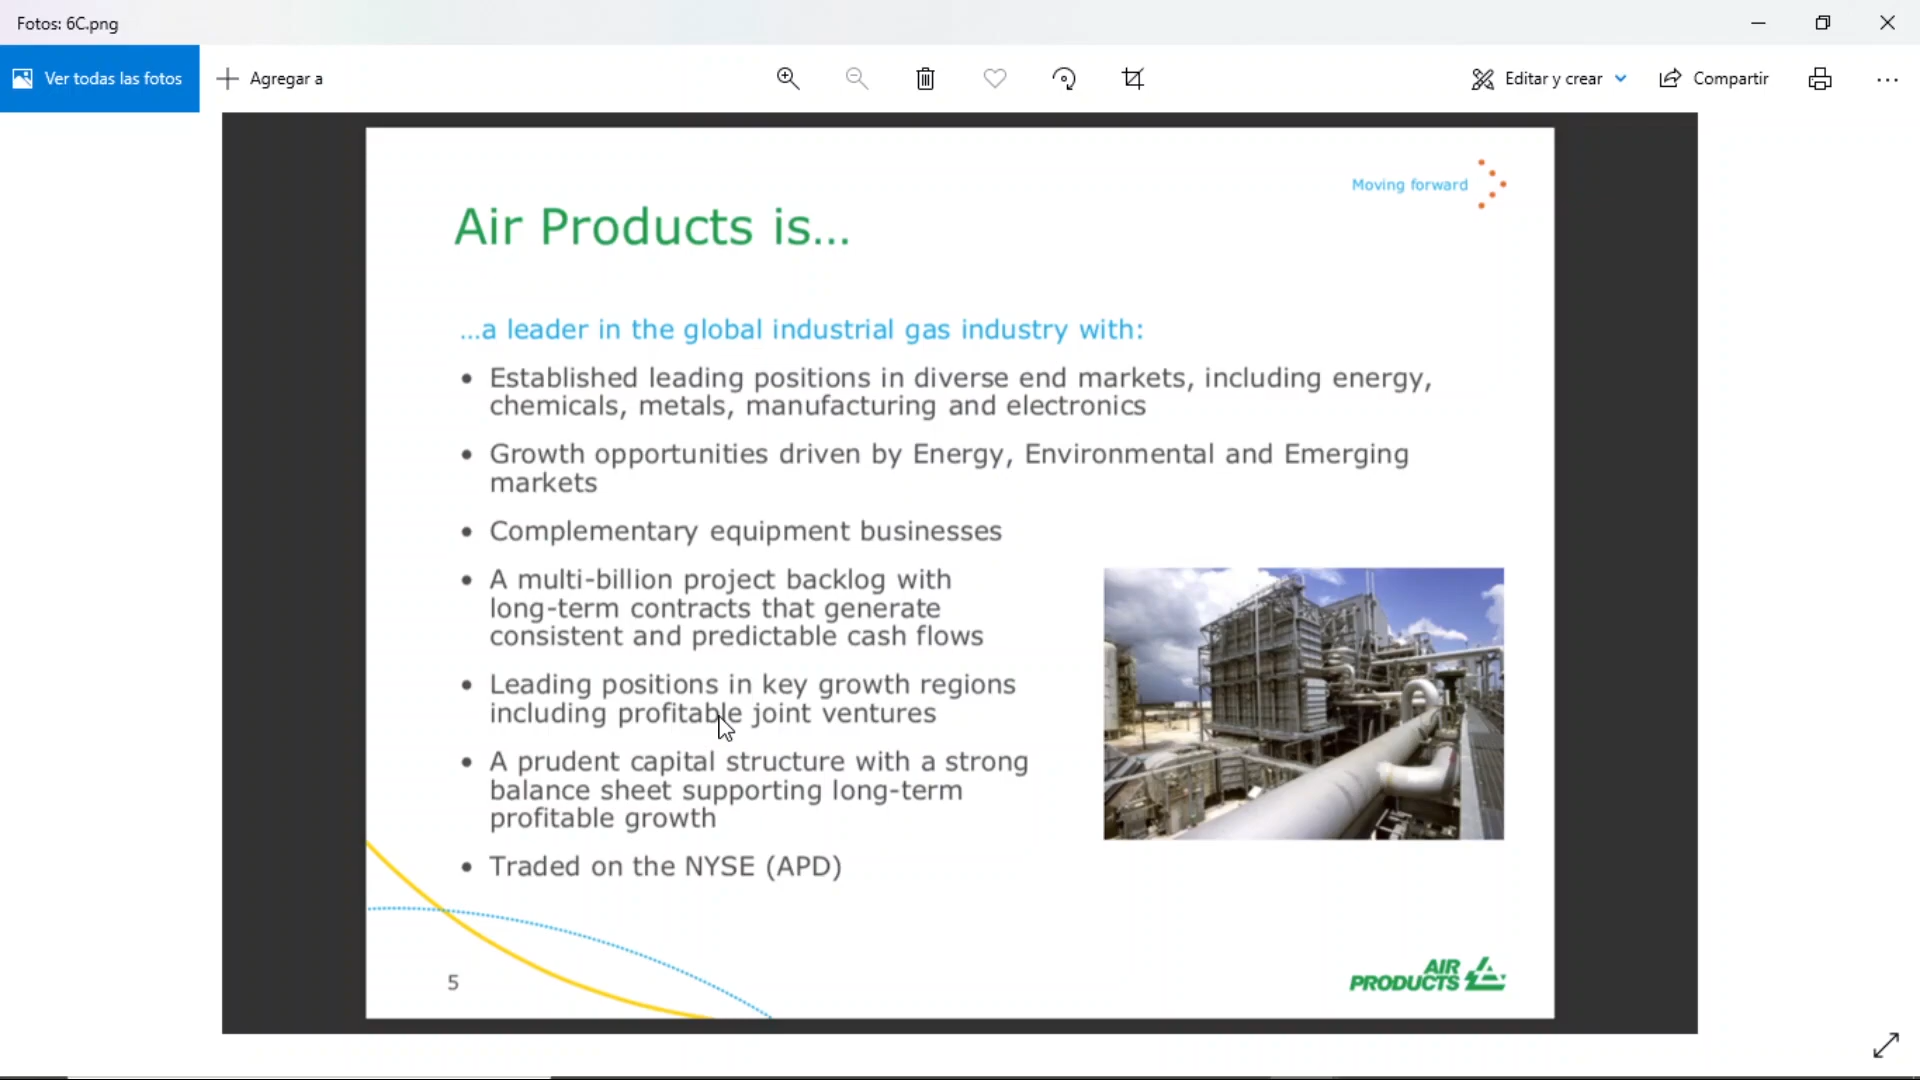 Fotos: 6C.png
Ver todas las fotos
Agregar a
Editar y crear
Compartir
Moving forward
Air Products is...
...a leader in the global industrial gas industry with:
• Established leading positions in diverse end markets, including energy,
chemicals, metals, manufacturing and electronics
• Growth opportunities driven by Energy, Environmental and Emerging
markets
• Complementary equipment businesses
• A multi-billion project backlog with
long-term contracts that generate
consistent and predictable cash flows
• Leading positions in key growth regions
including profitable joint ventures
• A prudent capital structure with a strong
balance sheet supporting long-term
profitable growth
• Traded on the NYSE (APD)
5
AIR
PRODUCTS